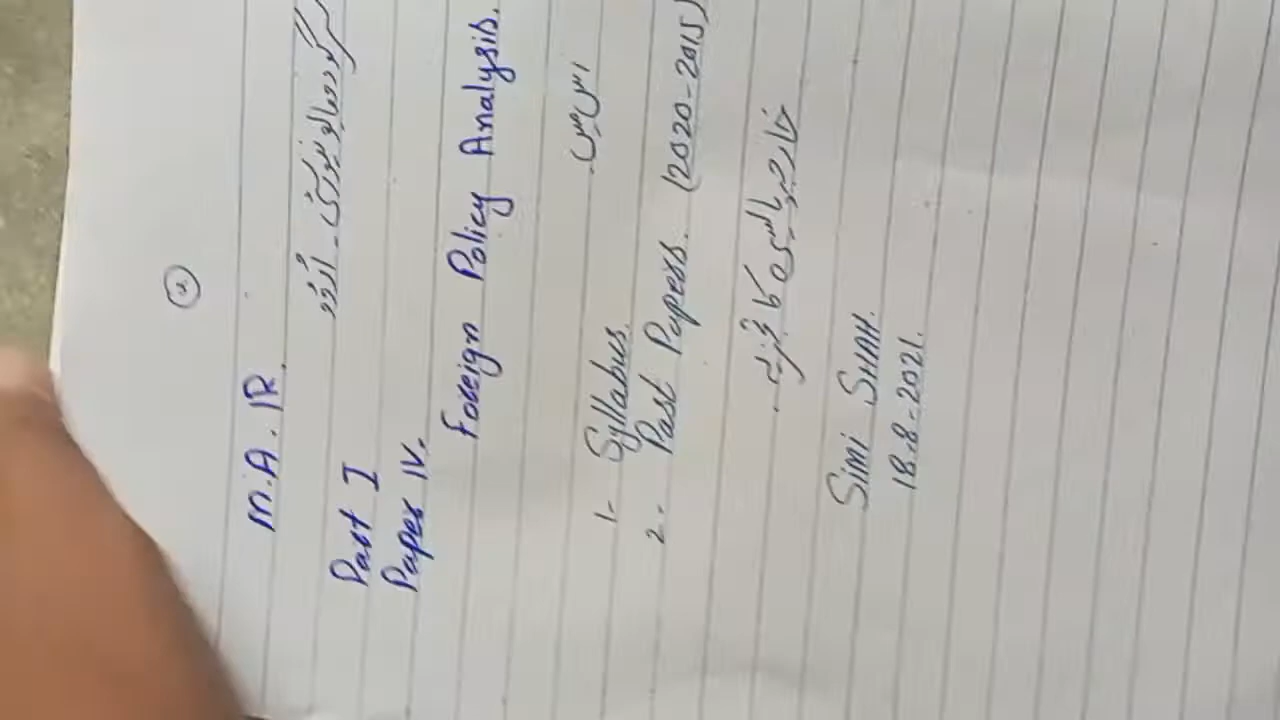 M.A. IR.
سرگودھا یونیورسٹی۔ اُردُو
Part I
Paper IV.
Foreign Policy Analysis.
اس میں
1- Syllabus.
2. Past Papers. (2020-2015)
خارجہ پالیسی کا تجزیہ۔
SIMI SHAH.
18.8-2021.